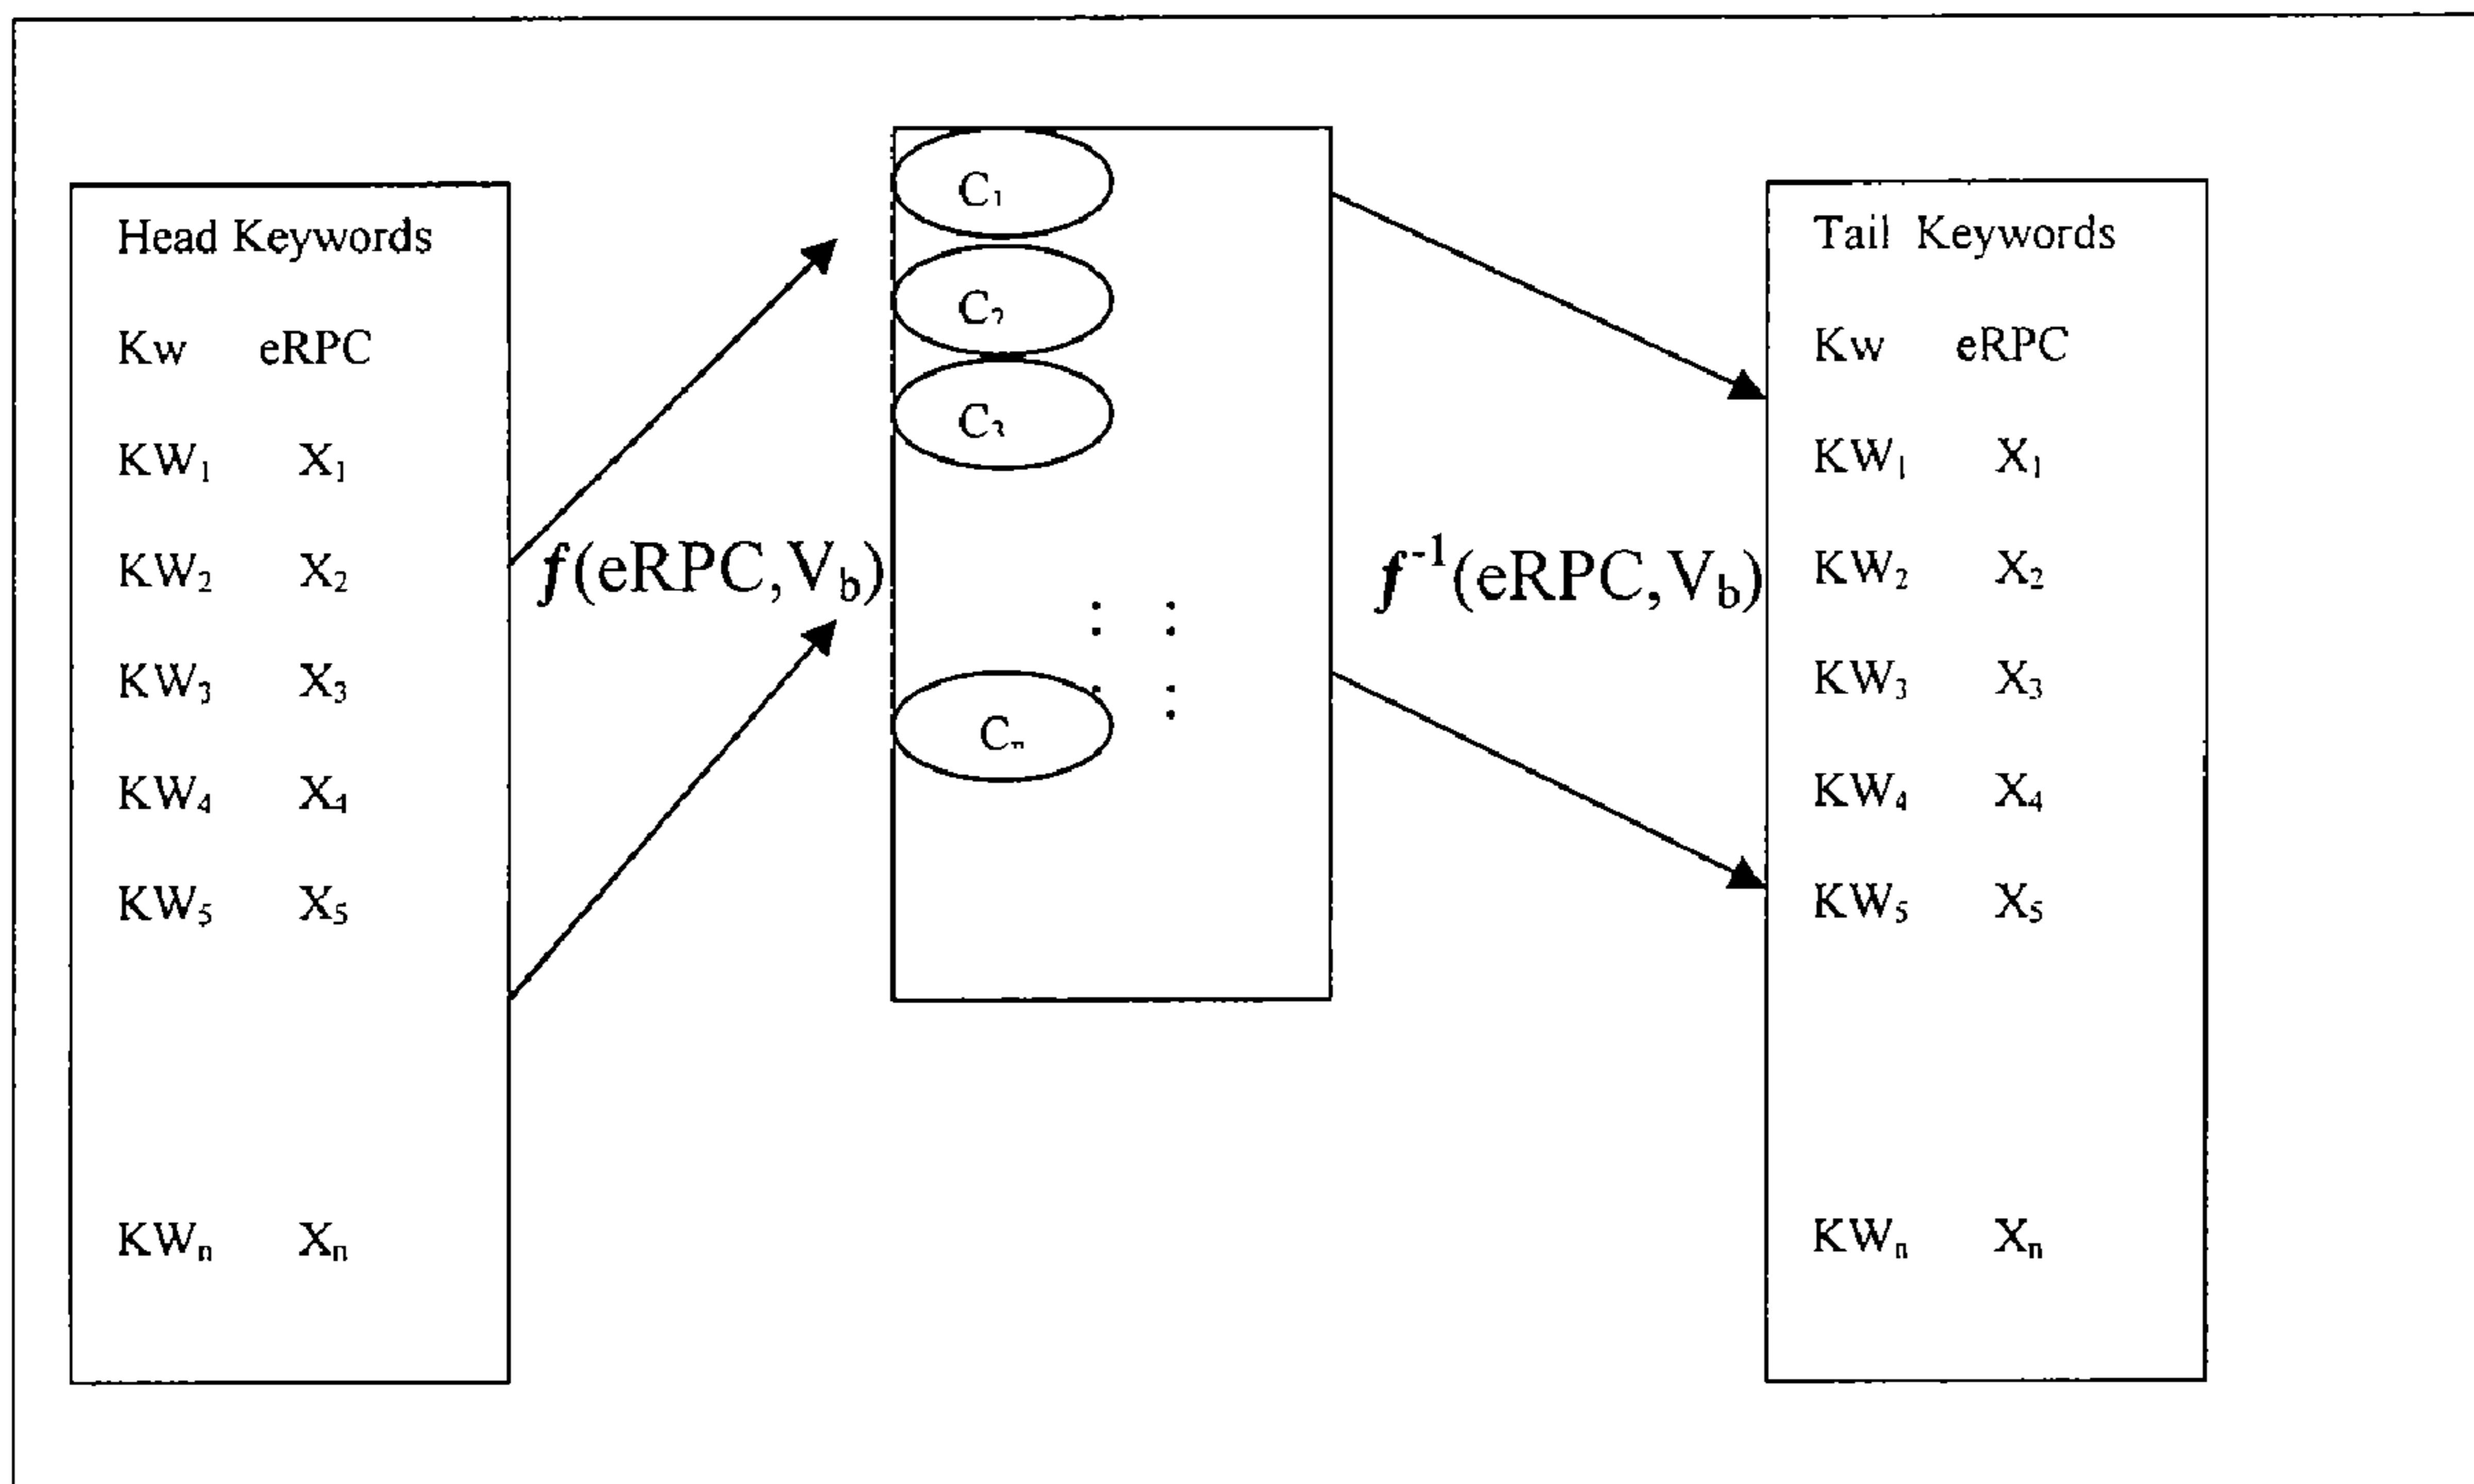 Head Keywords
Kw eRPC
KW₁ X₁
KW₂ X₂
KW₃ X₃
KW₄ X₄
KW₅ X₅
KWₙ Xₙ
f(eRPC,V_b)
C₁
C₂
C₃
Cₙ
f⁻¹(eRPC,V_b)
Tail Keywords
Kw eRPC
KW₁ X₁
KW₂ X₂
KW₃ X₃
KW₄ X₄
KW₅ X₅
KWₙ Xₙ